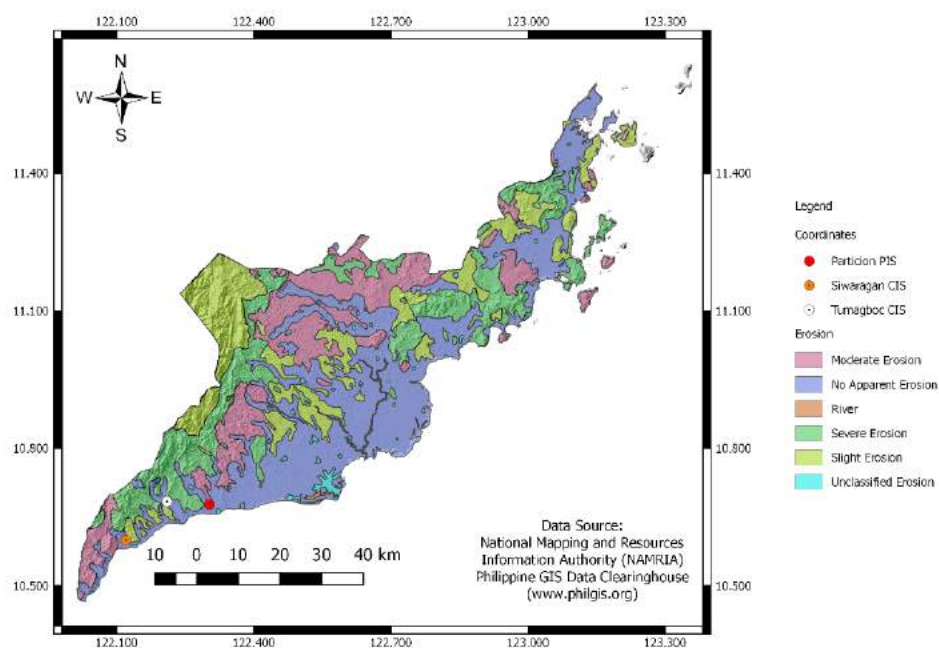 122.100 122.400 122.700 123.000 123.300
N
W E
S
11.400 11.400
11.100 11.100
10.800 10.800
10.500 10.500
Legend
Coordinates
Particion PIS
Siwaragan CIS
Tumagboc CIS
Erosion
Moderate Erosion
No Apparent Erosion
River
Severe Erosion
Slight Erosion
Unclassified Erosion
10 0 10 20 30 40 km
Data Source:
National Mapping and Resources
Information Authority (NAMRIA)
Philippine GIS Data Clearinghouse
(www.philgis.org)
122.100 122.400 122.700 123.000 123.300